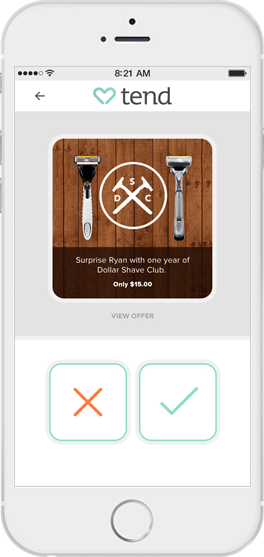 8:21 AM
tend
S
D C
Surprise Ryan with one year of
Dollar Shave Club.
Only $15.00
VIEW OFFER